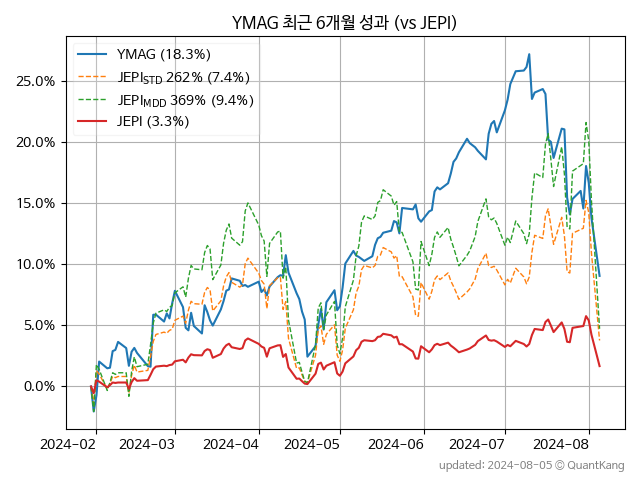 YMAG 최근 6개월 성과 (vs JEPI)
YMAG (18.3%)
JEPI_STD 262% (7.4%)
JEPI_MDD 369% (9.4%)
JEPI (3.3%)
25.0%
20.0%
15.0%
10.0%
5.0%
0.0%
2024-02 2024-03 2024-04 2024-05 2024-06 2024-07 2024-08
updated: 2024-08-05 © QuantKang